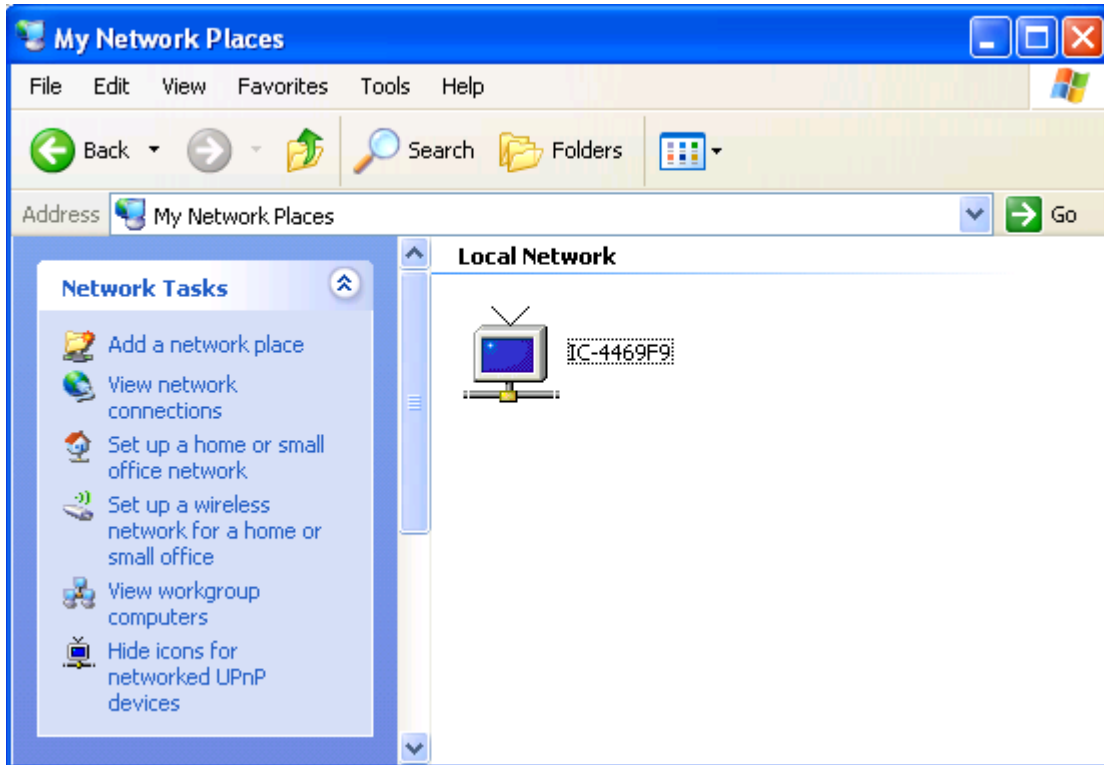 My Network Places
File Edit View Favorites Tools Help
Back Search Folders
Address My Network Places Go
Network Tasks
Add a network place
View network
connections
Set up a home or small
office network
Set up a wireless
network for a home or
small office
View workgroup
computers
Hide icons for
networked UPnP
devices
Local Network
IC-4469F9